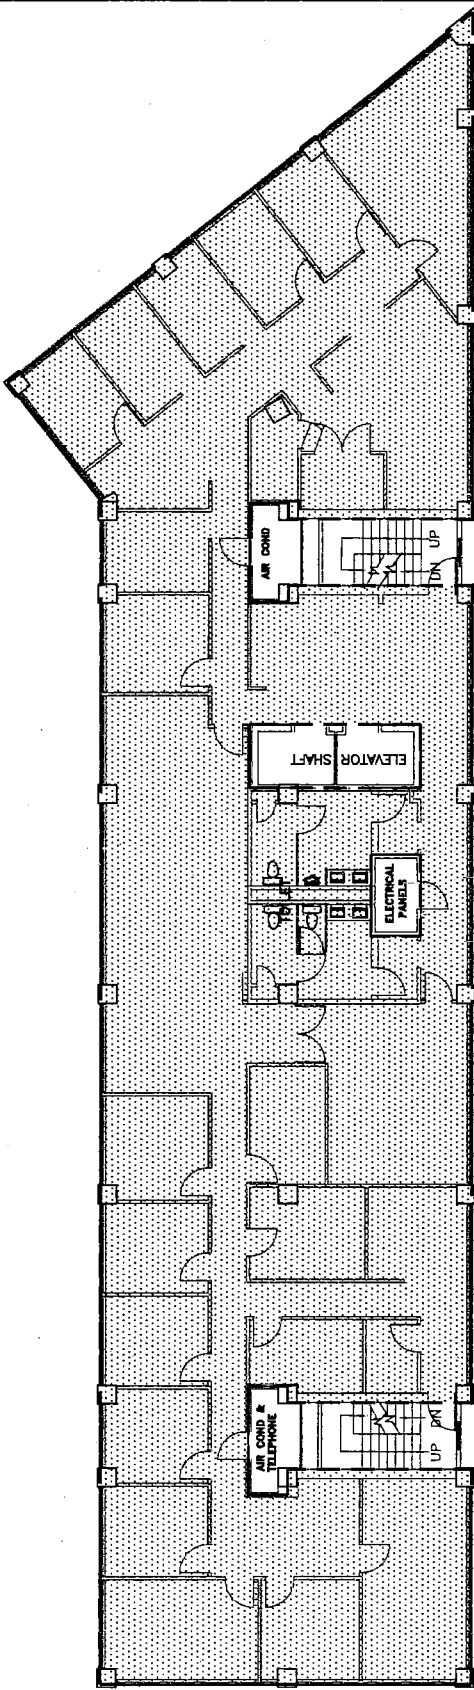 AIR COND
UP
DN
ELEVATOR SHAFT
TOILET
ELECTRICAL
PANELS
AIR COND &
TELEPHONE
DN
UP